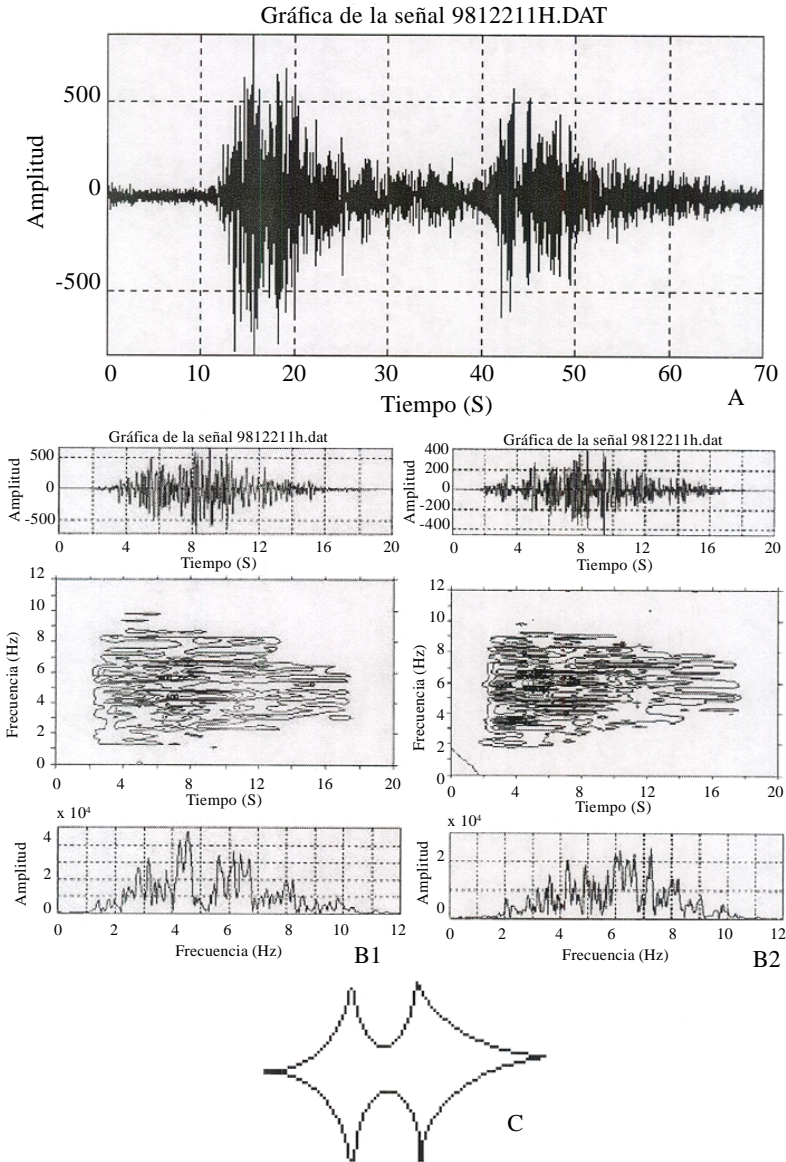 Gráfica de la señal 9812211H.DAT
Amplitud
500
0
-500
0 10 20 30 40 50 60 70
Tiempo (S)
A
Gráfica de la señal 9812211h.dat
Amplitud
500
0
-500
0 4 8 12 16 20
Tiempo (S)
Frecuencia (Hz)
12
10
8
6
4
2
0
0 4 8 12 16 20
Tiempo (S)
x 10⁴
Amplitud
4
2
0
2 4 6 8 10 12
Frecuencia (Hz)
B1
Gráfica de la señal 9812211h.dat
Amplitud
400
200
0
-200
-400
0 4 8 12 16 20
Tiempo (S)
Frecuencia (Hz)
12
10
8
6
4
2
0
0 4 8 12 16 20
Tiempo (S)
x 10⁴
Amplitud
2
0
0 2 4 6 8 10 12
Frecuencia (Hz)
B2
C